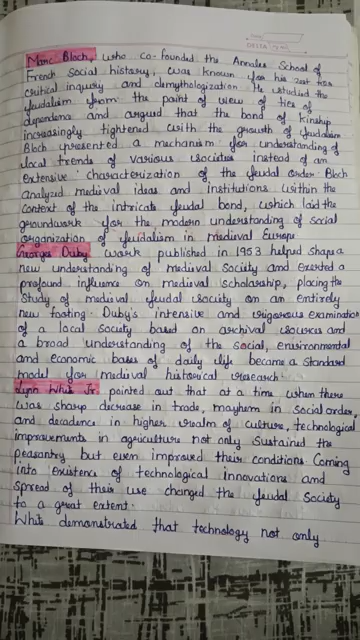 DELTA
Marc Bloch, who co-founded the Annales School of
French social history, was known for his zest for
critical inquiry and demythologization. He studied the
feudalism from the point of view of ties of
dependence and argued that the bond of kinship
increasingly tightened with the growth of feudalism
Bloch presented a mechanism for understanding of
local trends of various societies instead of an
extensive characterization of the feudal order. Bloch
analyzed medieval ideas and institutions within the
context of the intricate feudal bond, which laid the
groundwork for the modern understanding of social
organization of feudalism in medieval Europe
Georges Duby work published in 1953 helped shape a
new understanding of medieval Society and exerted a
profound influence on medieval scholarship, placing the
study of medieval feudal society on an entirely
new footing. Duby's intensive and rigorous examination
of a local society based on archival sources and
a broad understanding of the social, environmental
and economic bases of daily life became a standard
model for medieval historical research.
Lynn White Jr. pointed out that at a time when there
was sharp decrease in trade, mayhem in social order,
and decadence in higher realm of culture, technological
improvements in agriculture not only sustained the
peasantry but even improved their conditions. Coming
into existence of technological innovations and
spread of their use changed the feudal Society
to a great extent.
White demonstrated that technology not only